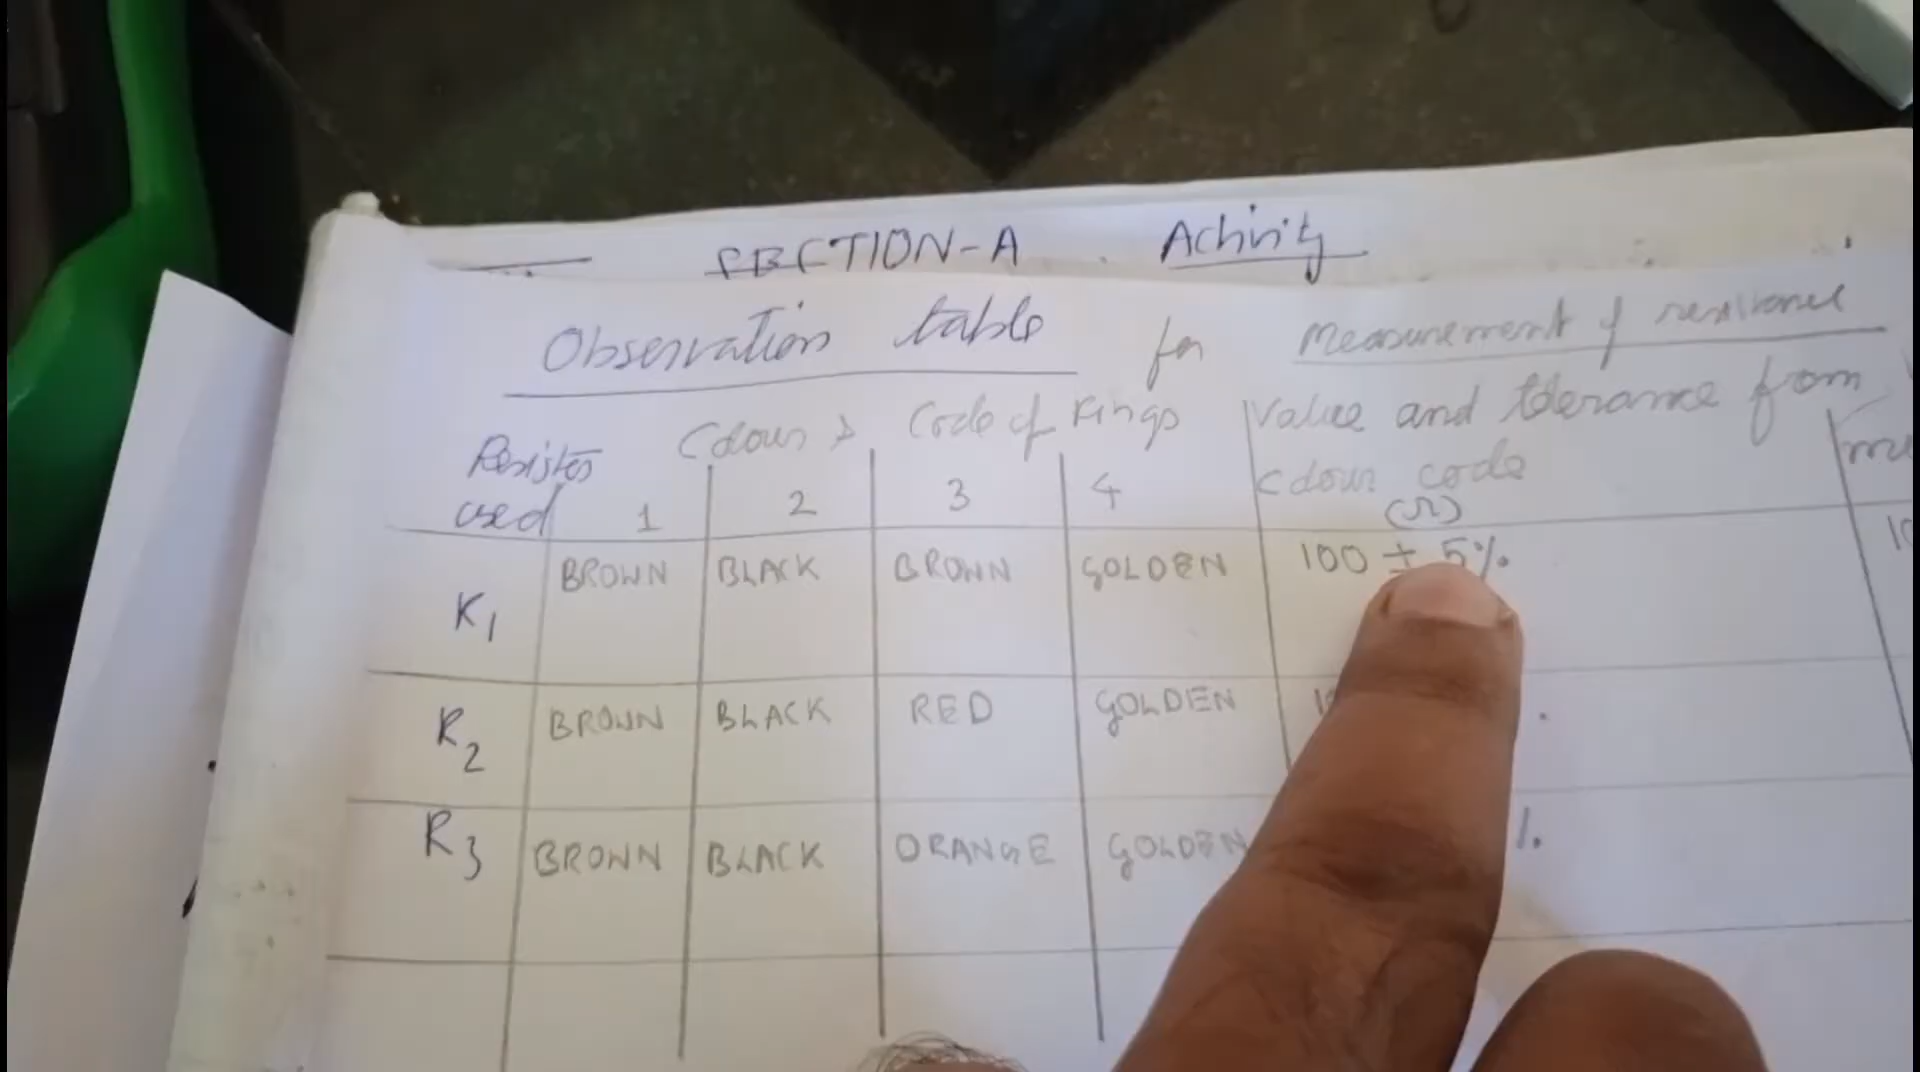 SECTION-A Activity
Observation table for Measurement of resistance
Resistor used Colours Code of Rings Value and tolerance from colour code (Ω)
1 2 3 4
K1 BROWN BLACK BROWN GOLDEN 100 ± 5%
R2 BROWN BLACK RED GOLDEN
R3 BROWN BLACK ORANGE GOLDEN